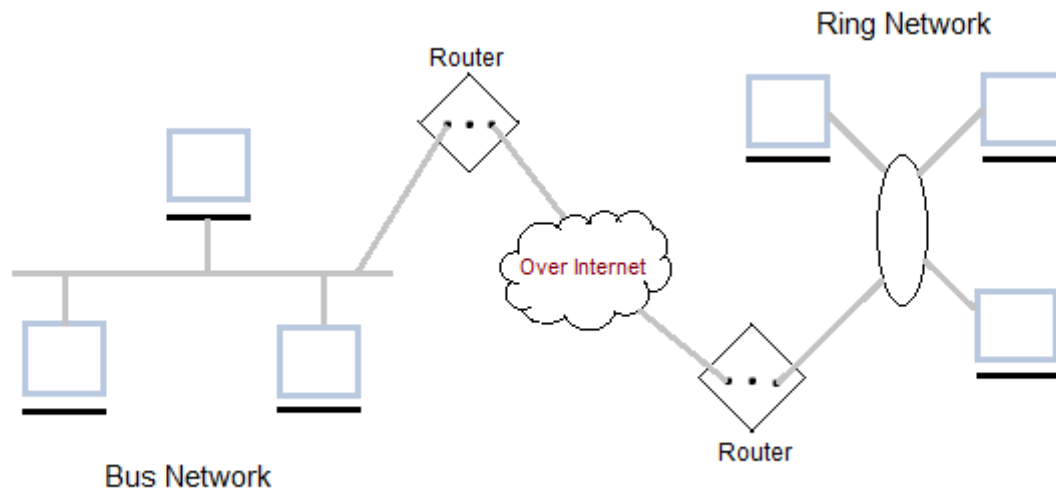 Ring Network
Router
Over Internet
Router
Bus Network